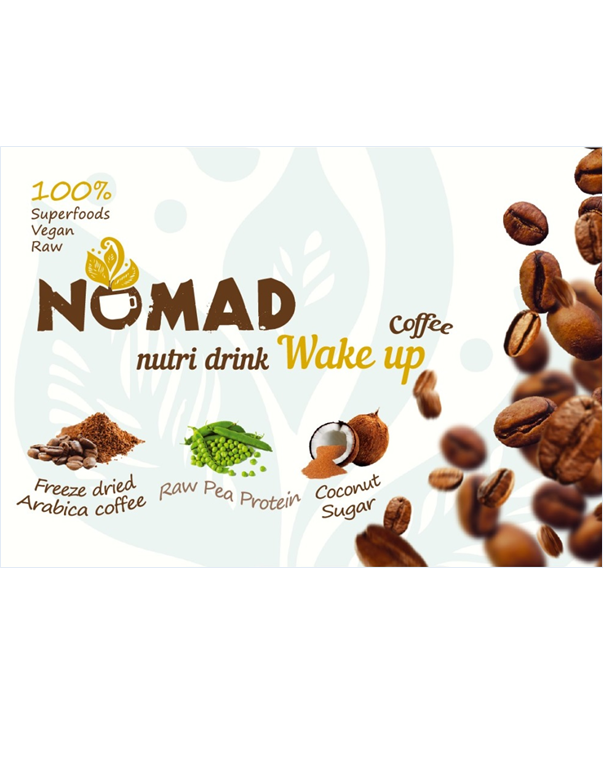 100%
Superfoods
Vegan
Raw
NOMAD
Coffee
nutri drink Wake up
Freeze dried
Arabica coffee
Raw Pea Protein
Coconut
Sugar